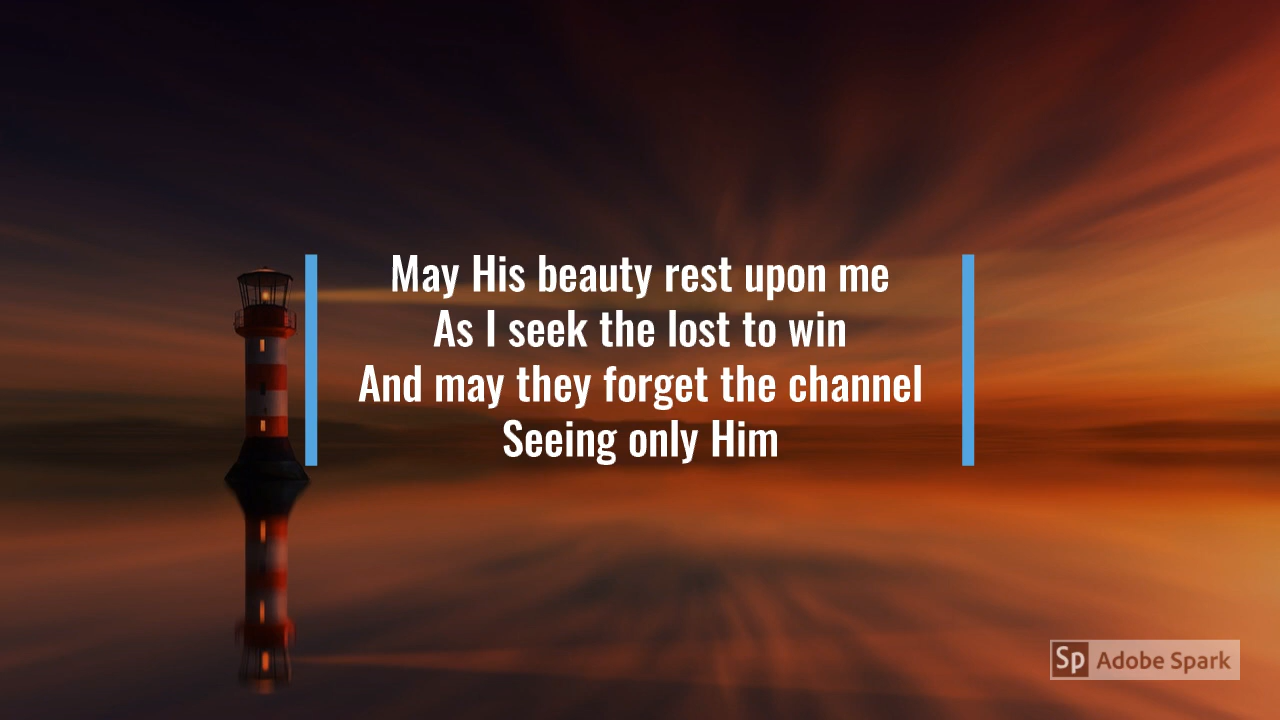 May His beauty rest upon me
As I seek the lost to win
And may they forget the channel
Seeing only Him
Sp Adobe Spark